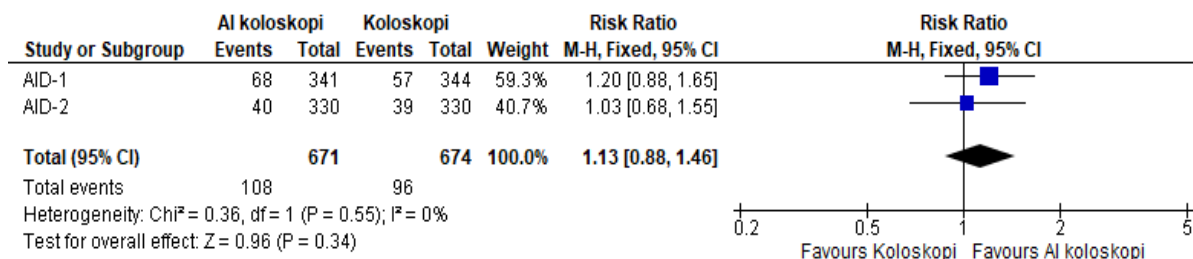 AI koloskopi Koloskopi Risk Ratio Risk Ratio
Study or Subgroup Events Total Events Total Weight M-H, Fixed, 95% CI M-H, Fixed, 95% CI
AID-1 68 341 57 344 59.3% 1.20 [0.88, 1.65]
AID-2 40 330 39 330 40.7% 1.03 [0.68, 1.55]
Total (95% CI) 671 674 100.0% 1.13 [0.88, 1.46]
Total events 108 96
Heterogeneity: Chi² = 0.36, df = 1 (P = 0.55); I² = 0%
Test for overall effect: Z = 0.96 (P = 0.34)
0.2 0.5 1 2 5
Favours Koloskopi Favours AI koloskopi